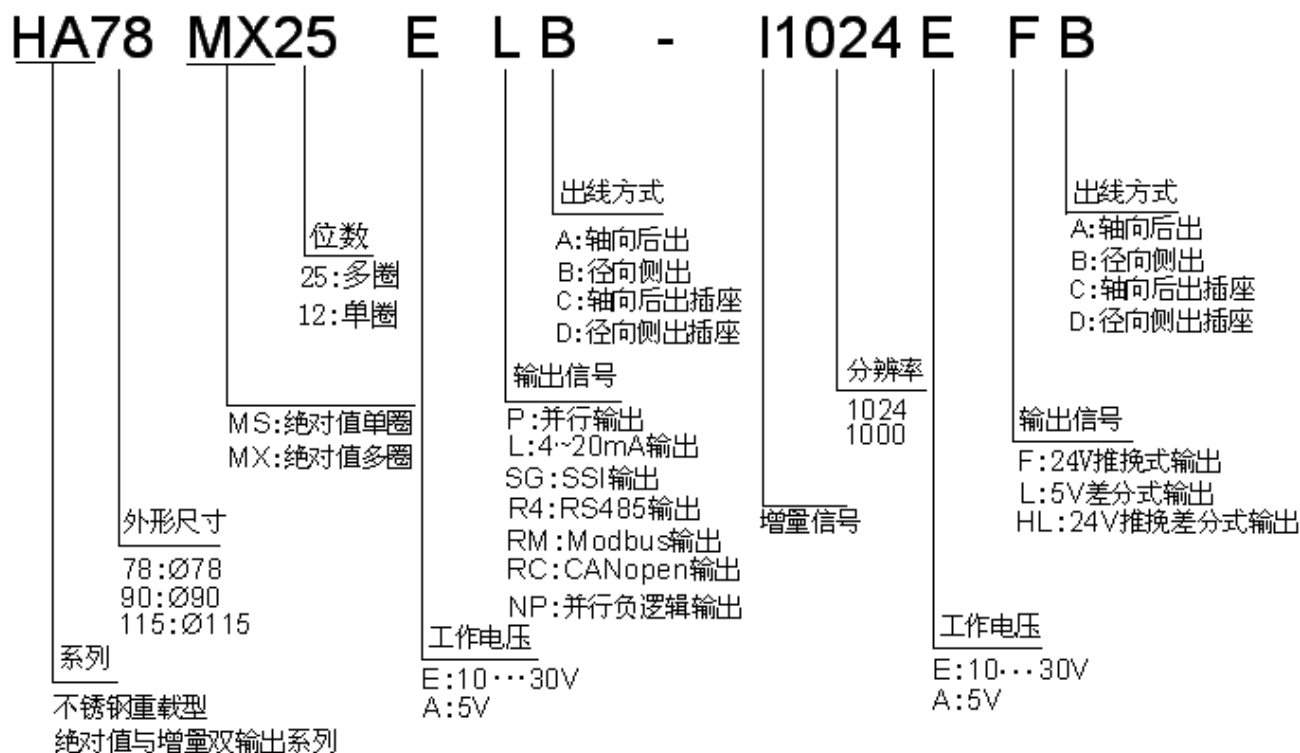 HA78 MX25 E L B - I1024 E F B
出线方式
A:轴向后出
B:径向侧出
C:轴向后出插座
D:径向侧出插座
出线方式
A:轴向后出
B:径向侧出
C:轴向后出插座
D:径向侧出插座
位数
25:多圈
12:单圈
输出信号
P:并行输出
L:4~20mA输出
SG:SSI输出
R4:RS485输出
RM:Modbus输出
RC:CANopen输出
NP:并行负逻辑输出
分辨率
1024
1000
MS:绝对值单圈
MX:绝对值多圈
输出信号
F:24V推挽式输出
L:5V差分式输出
HL:24V推挽差分式输出
增量信号
外形尺寸
78:Ø78
90:Ø90
115:Ø115
工作电压
E:10···30V
A:5V
工作电压
E:10···30V
A:5V
系列
不锈钢重载型
绝对值与增量双输出系列